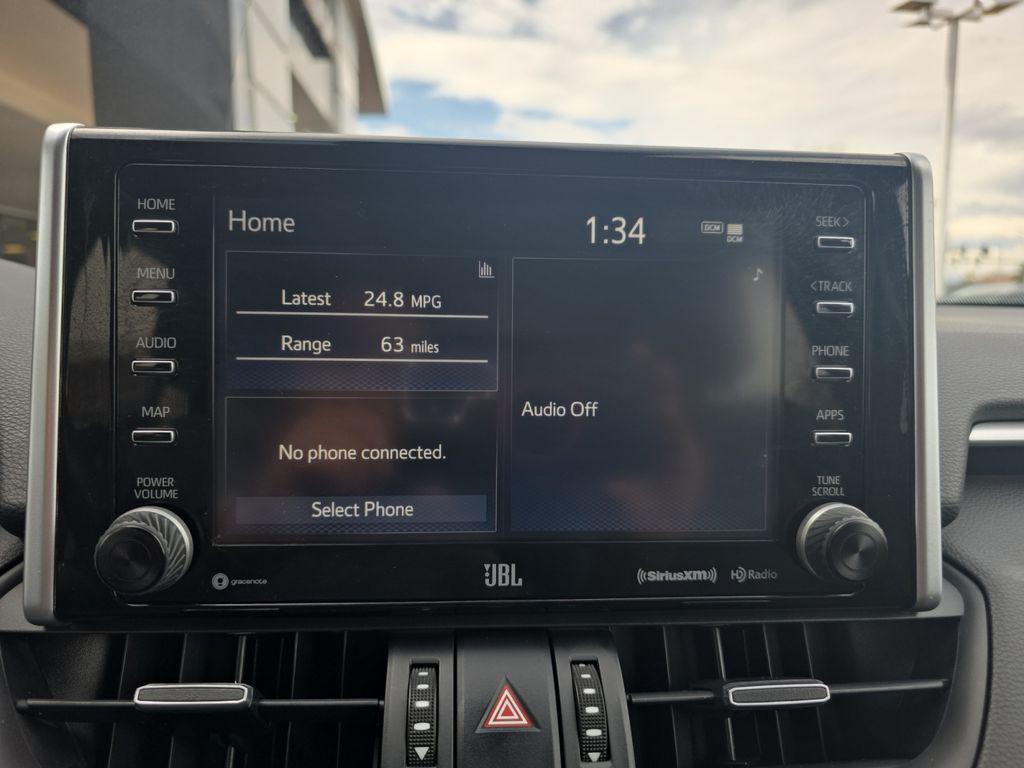 HOME
MENU
AUDIO
MAP
POWER
VOLUME
Home
1:34
DCM
DCM
Latest 24.8 MPG
Range 63 miles
No phone connected.
Select Phone
Audio Off
SEEK>
<TRACK
PHONE
APPS
TUNE
SCROLL
gracenote
JBL
((SiriusXM))
HD Radio